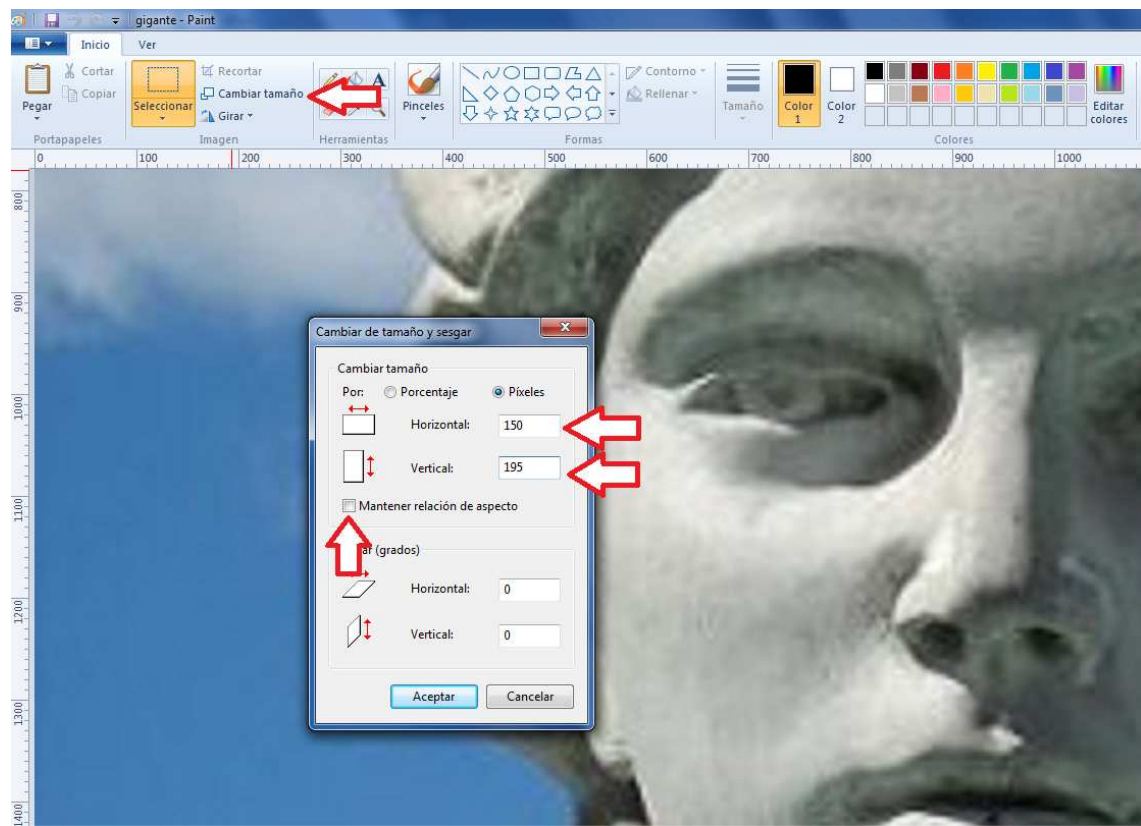 gigante - Paint
Inicio Ver
Pegar
Cortar
Copiar
Portapapeles
Seleccionar
Recortar
Cambiar tamaño
Girar
Imagen
A
Herramientas
Pinceles
Contorno
Rellenar
Formas
Tamaño
Color 1
Color 2
Editar colores
Colores
0 100 200 300 400 500 600 700 800 900 1000
800
900
1000
1100
1200
1300
1400
Cambiar de tamaño y sesgar
Cambiar tamaño
Por: Porcentaje Píxeles
Horizontal: 150
Vertical: 195
Mantener relación de aspecto
(grados)
Horizontal: 0
Vertical: 0
Aceptar Cancelar